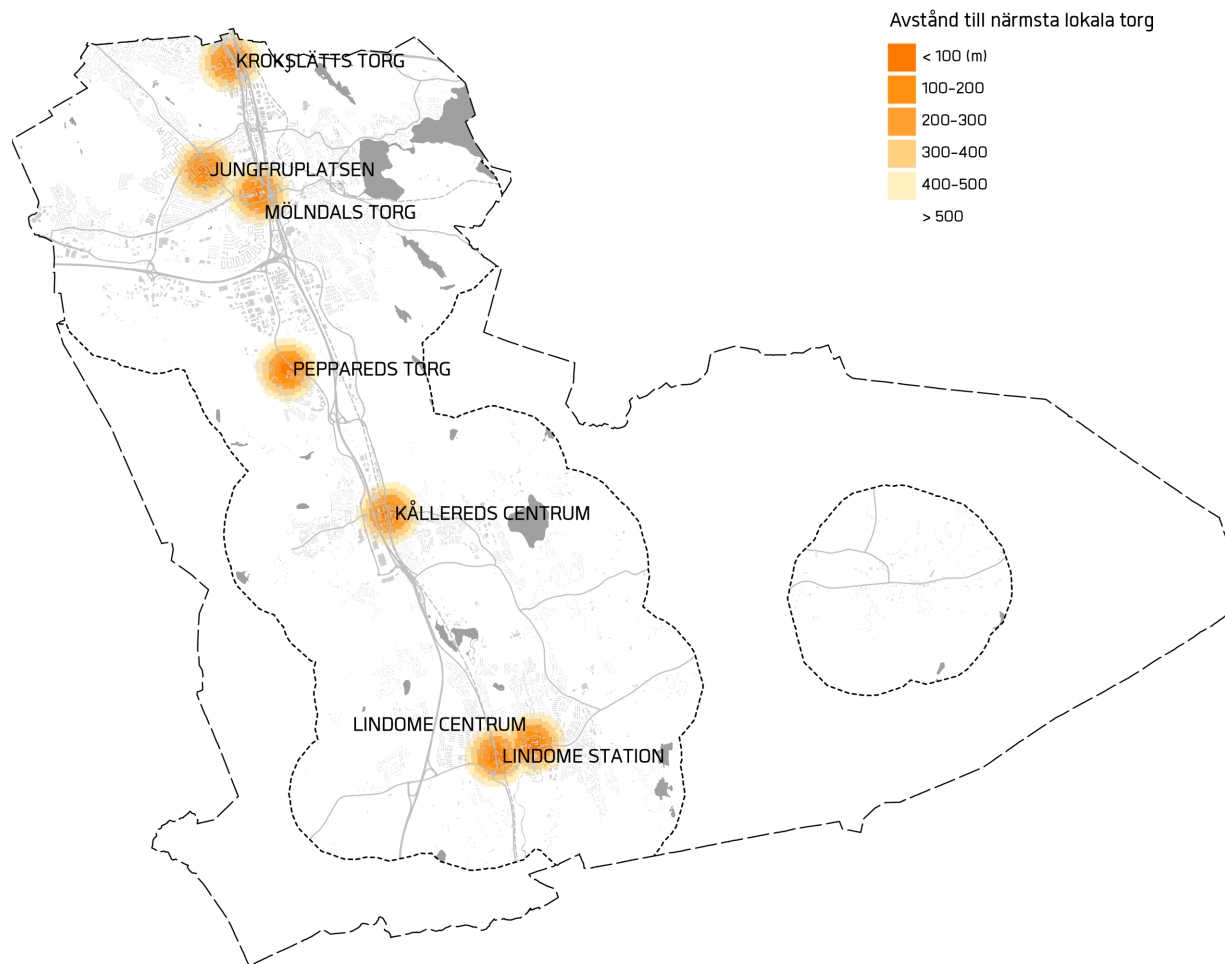 Avstånd till närmsta lokala torg
< 100 (m)
100-200
200-300
300-400
400-500
> 500
KROKSLÄTTS TORG
JUNGFRUPLATSEN
MÖLNDALS TORG
PEPPAREDS TORG
KÅLLEREDS CENTRUM
LINDOME CENTRUM
LINDOME STATION